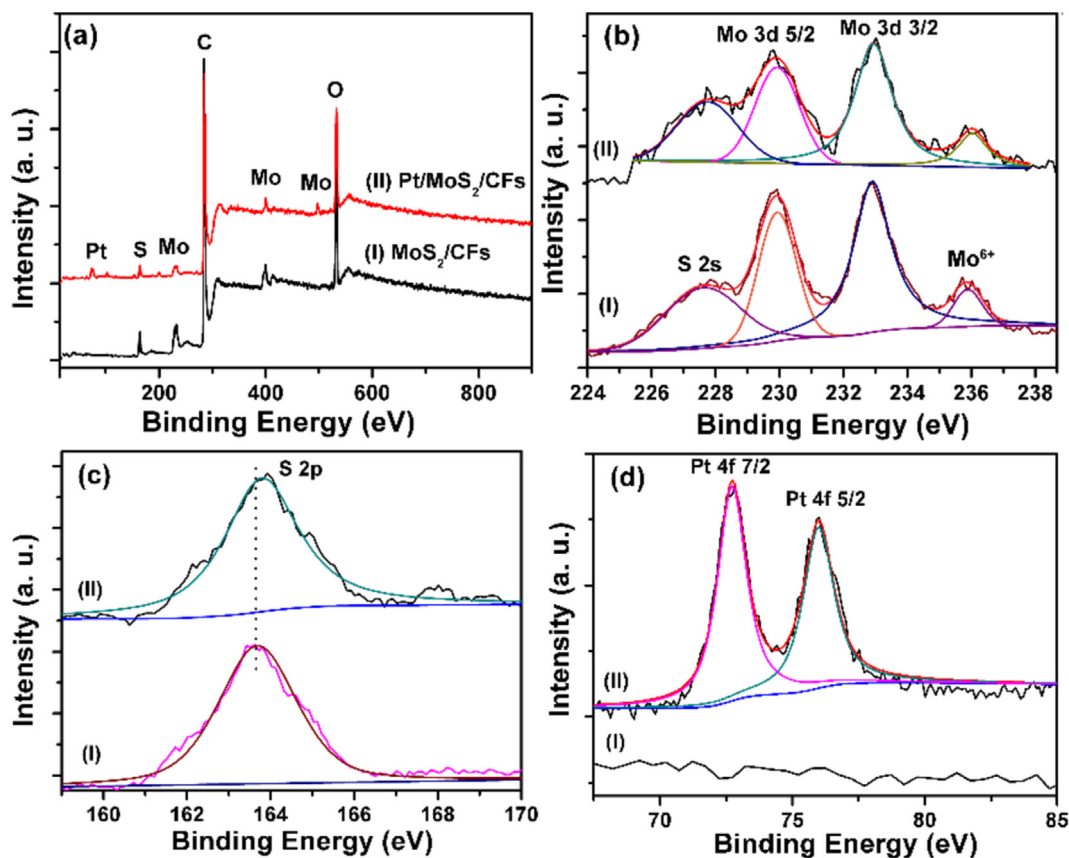 (a)
C
O
Mo
Mo
(II) Pt/MoS₂/CFs
Pt
S
Mo
(I) MoS₂/CFs
Intensity (a. u.)
200 400 600 800
Binding Energy (eV)
(b)
Mo 3d 5/2
Mo 3d 3/2
(II)
S 2s
Mo⁶⁺
(I)
Intensity (a. u.)
224 226 228 230 232 234 236 238
Binding Energy (eV)
(c)
S 2p
(II)
(I)
Intensity (a. u.)
160 162 164 166 168 170
Binding Energy (eV)
(d)
Pt 4f 7/2
Pt 4f 5/2
(II)
(I)
Intensity (a. u.)
70 75 80 85
Binding Energy (eV)